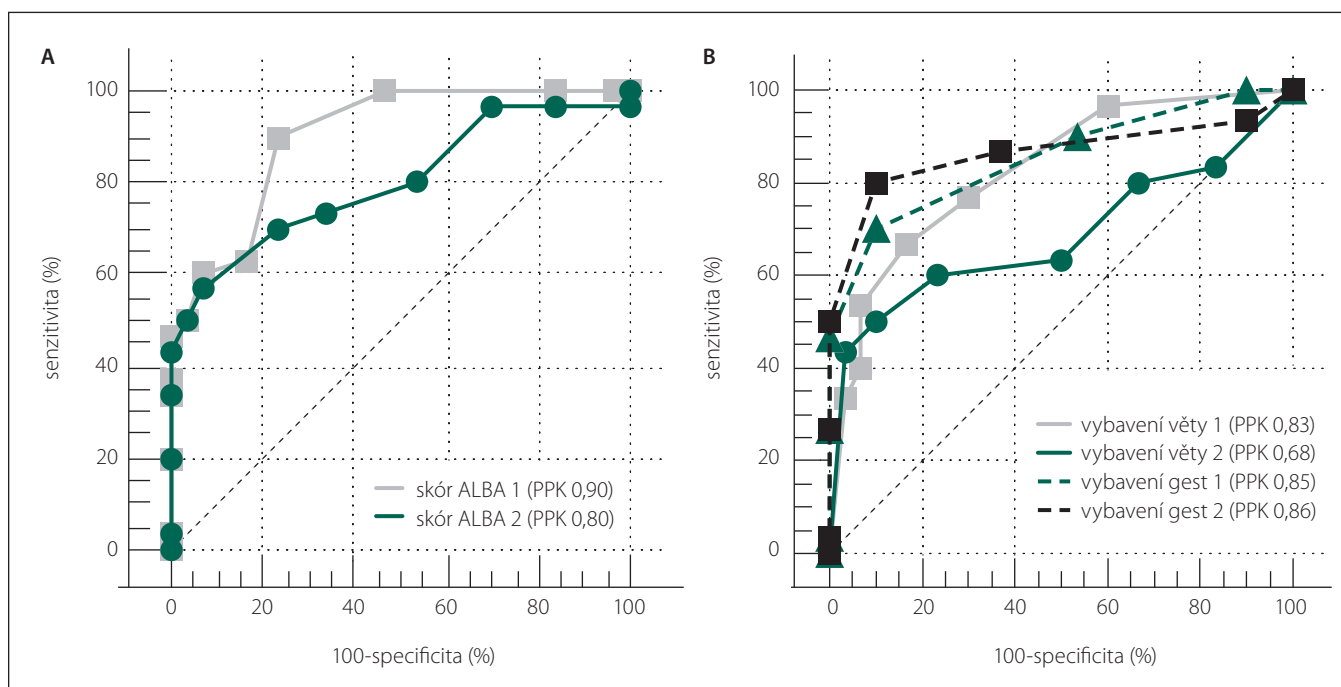 A
senzitivita (%)
100
80
60
40
20
0
0 20 40 60 80 100
100-specificita (%)
skór ALBA 1 (PPK 0,90)
skór ALBA 2 (PPK 0,80)
B
senzitivita (%)
100
80
60
40
20
0
0 20 40 60 80 100
100-specificita (%)
vybavení věty 1 (PPK 0,83)
vybavení věty 2 (PPK 0,68)
vybavení gest 1 (PPK 0,85)
vybavení gest 2 (PPK 0,86)